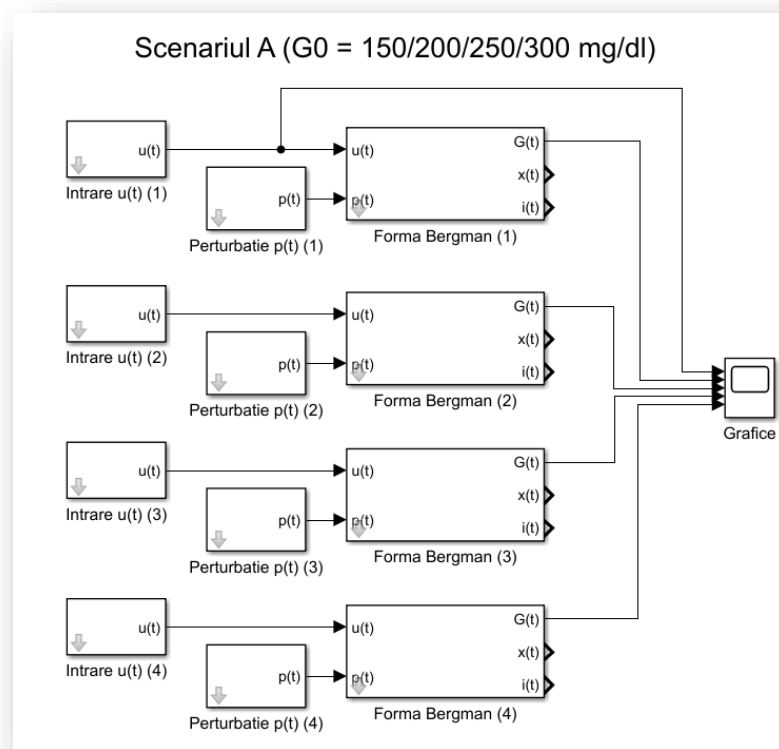 Scenariul A (G0 = 150/200/250/300 mg/dl)
u(t)
Intrare u(t) (1)
p(t)
Perturbatie p(t) (1)
u(t)
p(t)
G(t)
x(t)
i(t)
Forma Bergman (1)
u(t)
Intrare u(t) (2)
p(t)
Perturbatie p(t) (2)
u(t)
p(t)
G(t)
x(t)
i(t)
Forma Bergman (2)
u(t)
Intrare u(t) (3)
p(t)
Perturbatie p(t) (3)
u(t)
p(t)
G(t)
x(t)
i(t)
Forma Bergman (3)
u(t)
Intrare u(t) (4)
p(t)
Perturbatie p(t) (4)
u(t)
p(t)
G(t)
x(t)
i(t)
Forma Bergman (4)
Grafice